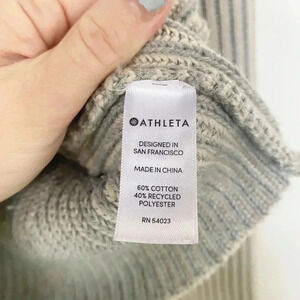 ATHLETA
DESIGNED IN
SAN FRANCISCO
MADE IN CHINA
60% COTTON
40% RECYCLED
POLYESTER
RN 54023